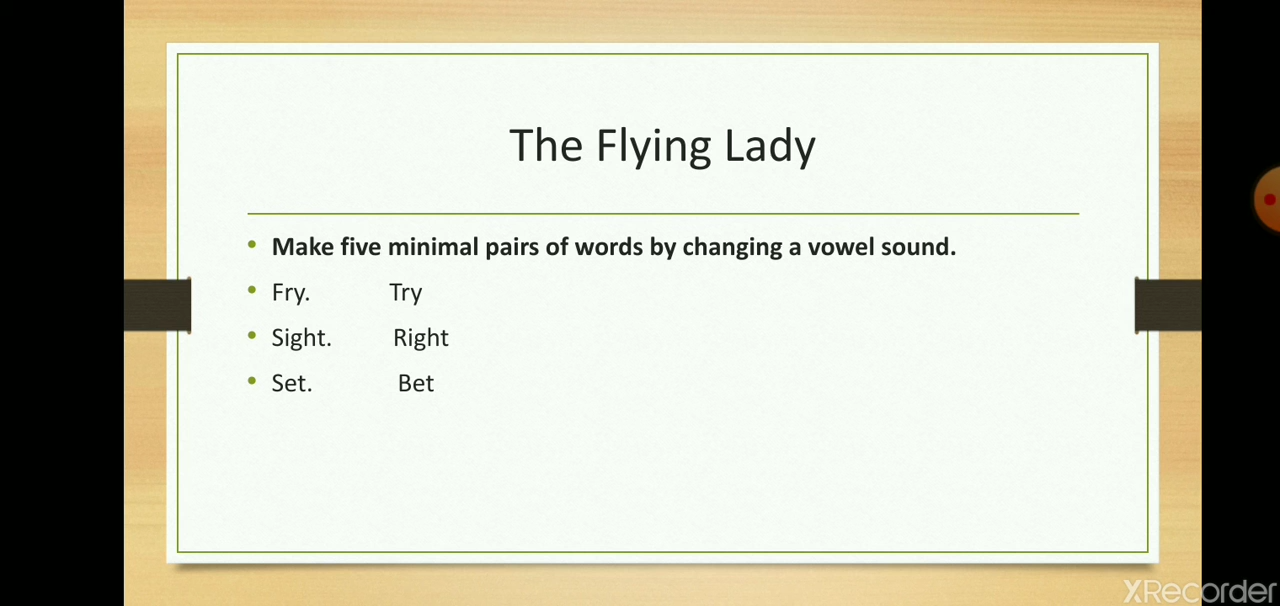 The Flying Lady
• Make five minimal pairs of words by changing a vowel sound.
• Fry. Try
• Sight. Right
• Set. Bet
XRecorder